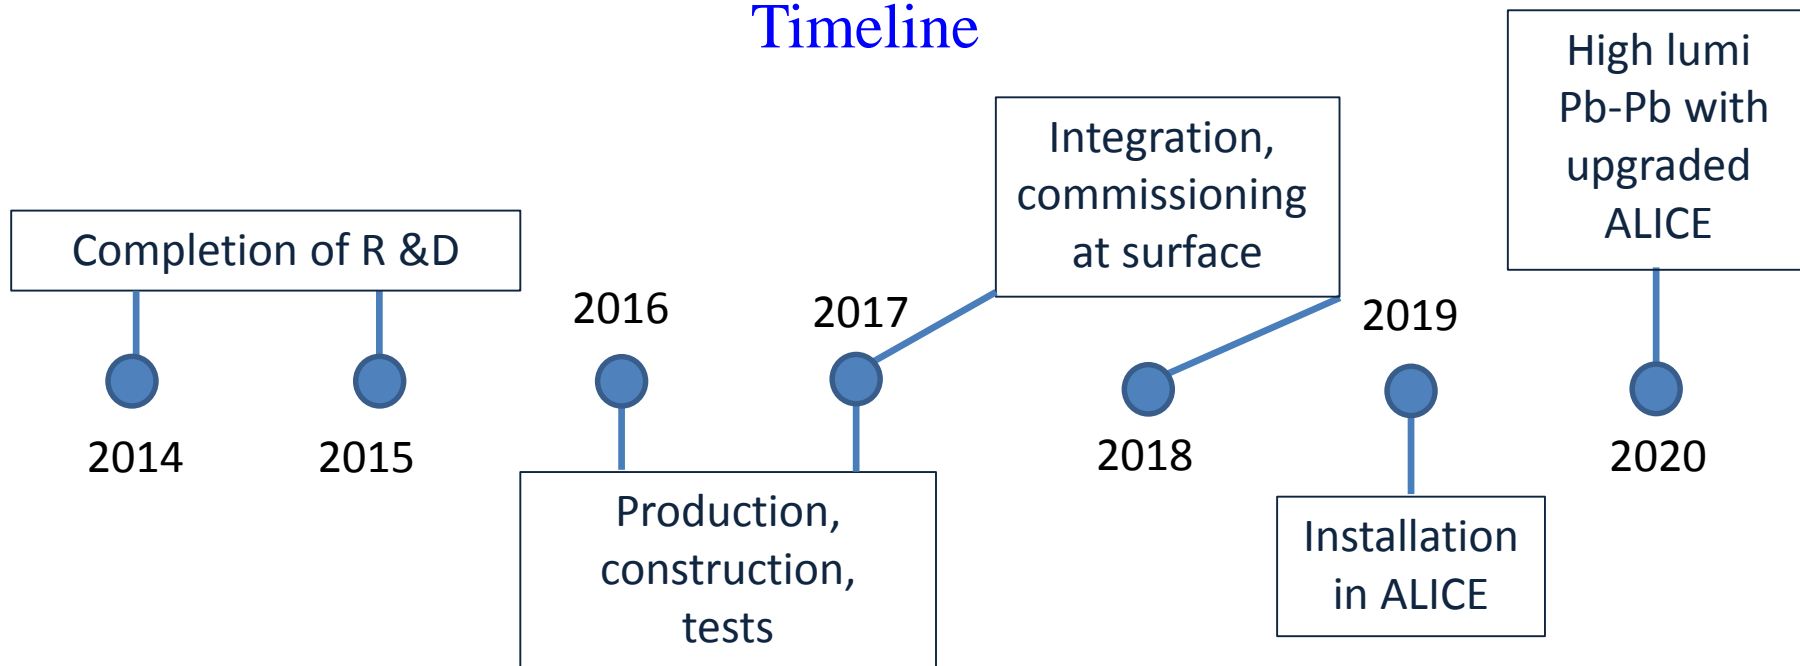 Timeline
Completion of R &D
2014
2015
2016
Production,
construction,
tests
2017
Integration,
commissioning
at surface
2018
2019
Installation
in ALICE
High lumi
Pb-Pb with
upgraded
ALICE
2020